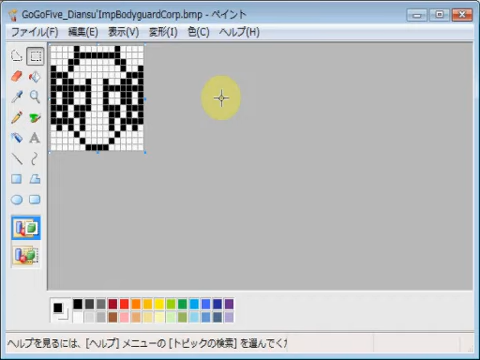 GoGoFive_Diansu'ImpBodyguardCorp.bmp - ペイント
ファイル(F) 編集(E) 表示(V) 変形(I) 色(C) ヘルプ(H)
A
ヘルプを見るには、[ヘルプ] メニューの [トピックの検索] を選んでくだ